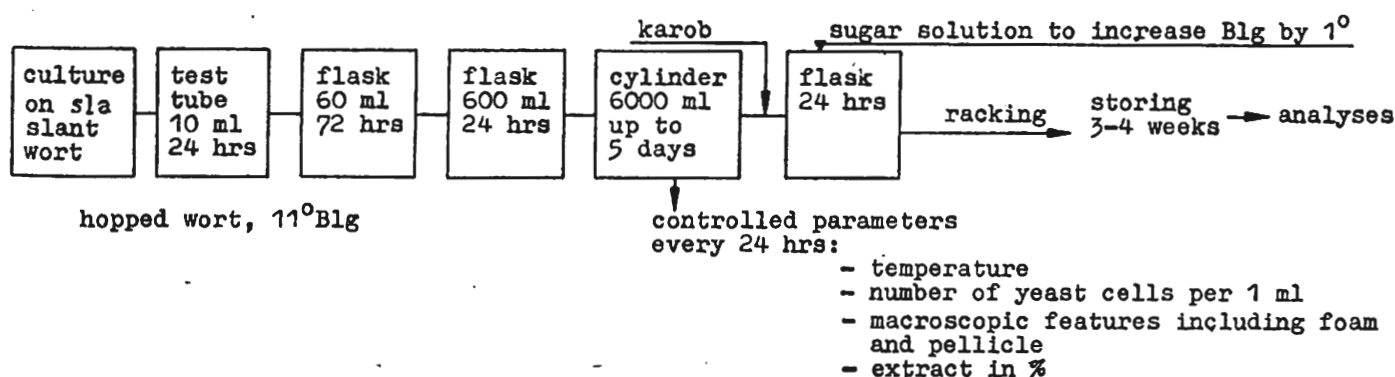 karob
sugar solution to increase Blg by 1°
culture
on sla
slant
wort
test
tube
10 ml
24 hrs
flask
60 ml
72 hrs
flask
600 ml
24 hrs
cylinder
6000 ml
up to
5 days
flask
24 hrs
racking
storing
3-4 weeks
analyses
hopped wort, 11°Blg
controlled parameters
every 24 hrs:
- temperature
- number of yeast cells per 1 ml
- macroscopic features including foam
and pellicle
- extract in %